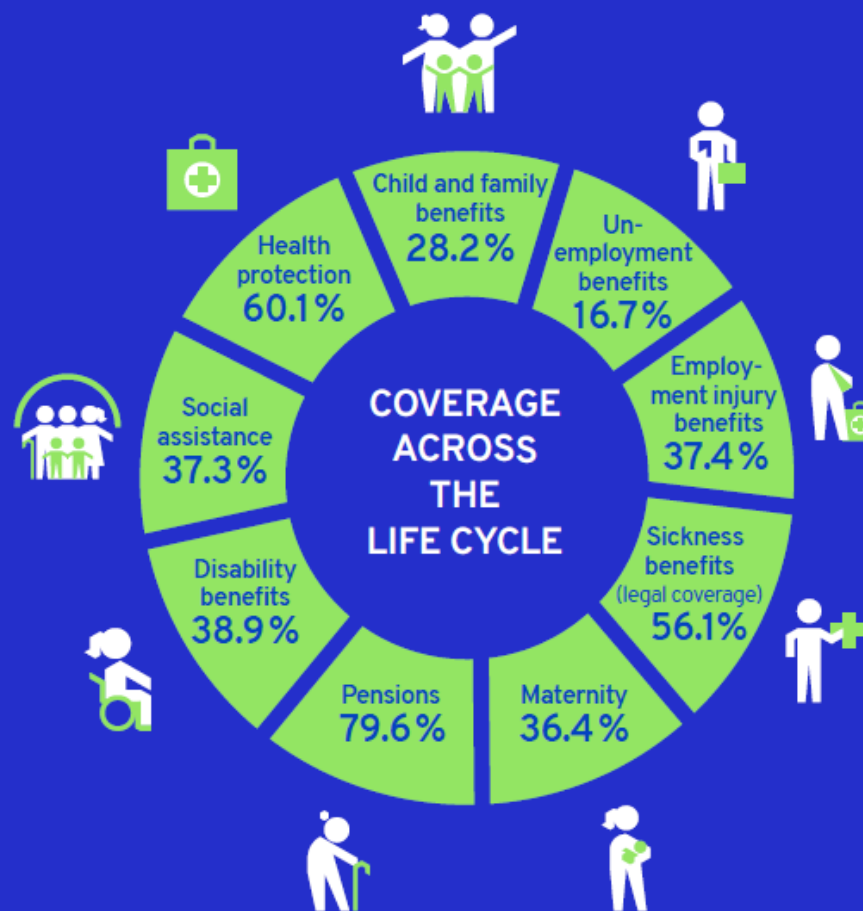 Child and family
benefits
28.2%
Un-
employment
benefits
16.7%
Employ-
ment injury
benefits
37.4%
Sickness
benefits
(legal coverage)
56.1%
Maternity
36.4%
Pensions
79.6%
Disability
benefits
38.9%
Social
assistance
37.3%
Health
protection
60.1%
COVERAGE
ACROSS
THE
LIFE CYCLE